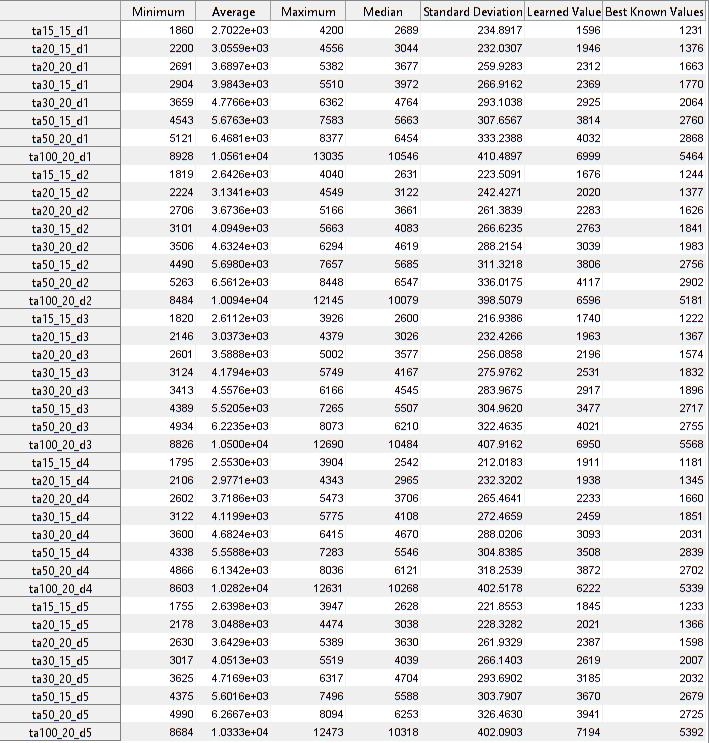 Minimum Average Maximum Median Standard Deviation Learned Value Best Known Values
ta15_15_d1 1860 2.7022e+03 4200 2689 234.8917 1596 1231
ta20_15_d1 2200 3.0559e+03 4556 3044 232.0307 1946 1376
ta20_20_d1 2691 3.6897e+03 5382 3677 259.9283 2312 1663
ta30_15_d1 2904 3.9843e+03 5510 3972 266.9162 2369 1770
ta30_20_d1 3659 4.7766e+03 6362 4764 293.1038 2925 2064
ta50_15_d1 4543 5.6763e+03 7583 5663 307.6567 3814 2760
ta50_20_d1 5121 6.4681e+03 8377 6454 333.2388 4032 2868
ta100_20_d1 8928 1.0561e+04 13035 10546 410.4897 6999 5464
ta15_15_d2 1819 2.6426e+03 4040 2631 223.5091 1676 1244
ta20_15_d2 2224 3.1341e+03 4549 3122 242.4271 2020 1377
ta20_20_d2 2706 3.6736e+03 5166 3661 261.3839 2283 1626
ta30_15_d2 3101 4.0949e+03 5663 4083 266.6235 2763 1841
ta30_20_d2 3506 4.6324e+03 6294 4619 288.2154 3039 1983
ta50_15_d2 4490 5.6980e+03 7657 5685 311.3218 3806 2756
ta50_20_d2 5263 6.5612e+03 8448 6547 336.0175 4117 2902
ta100_20_d2 8484 1.0094e+04 12145 10079 398.5079 6596 5181
ta15_15_d3 1820 2.6112e+03 3926 2600 216.9386 1740 1222
ta20_15_d3 2146 3.0373e+03 4379 3026 232.4266 1963 1367
ta20_20_d3 2601 3.5888e+03 5002 3577 256.0858 2196 1574
ta30_15_d3 3124 4.1794e+03 5749 4167 275.9762 2531 1832
ta30_20_d3 3413 4.5576e+03 6166 4545 283.9675 2917 1896
ta50_15_d3 4389 5.5205e+03 7265 5507 304.9620 3477 2717
ta50_20_d3 4934 6.2235e+03 8073 6210 322.4635 4021 2755
ta100_20_d3 8826 1.0500e+04 12690 10484 407.9162 6950 5568
ta15_15_d4 1795 2.5530e+03 3904 2542 212.0183 1911 1181
ta20_15_d4 2106 2.9771e+03 4343 2965 232.3202 1938 1345
ta20_20_d4 2602 3.7186e+03 5473 3706 265.4641 2233 1660
ta30_15_d4 3122 4.1199e+03 5775 4108 272.4659 2459 1851
ta30_20_d4 3600 4.6824e+03 6415 4670 288.0206 3093 2031
ta50_15_d4 4338 5.5588e+03 7283 5546 304.8385 3508 2839
ta50_20_d4 4866 6.1342e+03 8036 6121 318.2539 3872 2702
ta100_20_d4 8603 1.0282e+04 12631 10268 402.5178 6222 5339
ta15_15_d5 1755 2.6398e+03 3947 2628 221.8553 1845 1233
ta20_15_d5 2178 3.0488e+03 4474 3038 228.3282 2021 1366
ta20_20_d5 2630 3.6429e+03 5389 3630 261.9329 2387 1598
ta30_15_d5 3017 4.0513e+03 5519 4039 266.1403 2619 2007
ta30_20_d5 3625 4.7169e+03 6317 4704 293.6902 3185 2032
ta50_15_d5 4375 5.6016e+03 7496 5588 303.7907 3670 2679
ta50_20_d5 4990 6.2667e+03 8094 6253 326.4630 3941 2725
ta100_20_d5 8684 1.0333e+04 12473 10318 402.0903 7194 5392